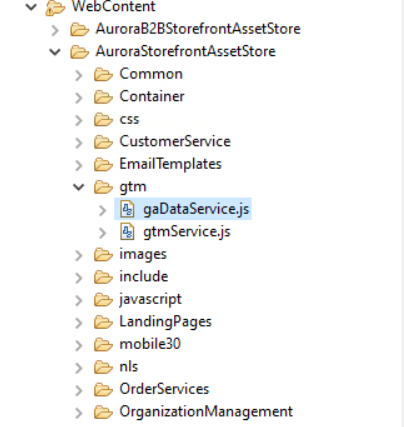 WebContent
AuroraB2BStorefrontAssetStore
AuroraStorefrontAssetStore
Common
Container
css
CustomerService
EmailTemplates
gtm
gaDataService.js
gtmService.js
images
include
javascript
LandingPages
mobile30
nls
OrderServices
OrganizationManagement